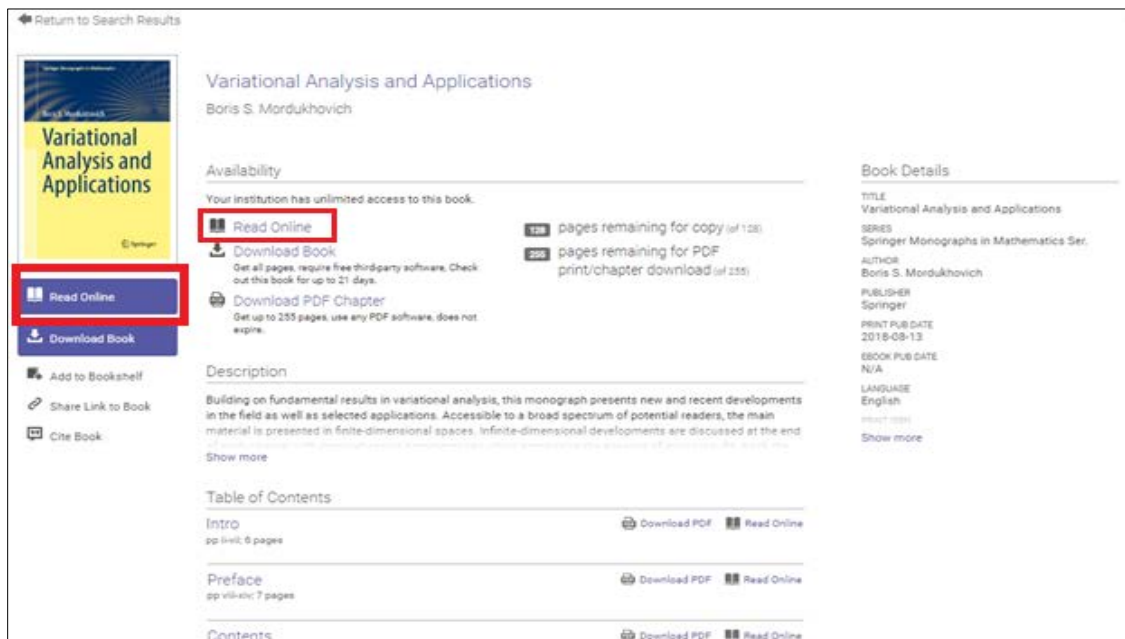 Return to Search Results
Springer Monographs in Mathematics
Boris S. Mordukhovich
Variational
Analysis and
Applications
Springer
Read Online
Download Book
Add to Bookshelf
Share Link to Book
Cite Book
Variational Analysis and Applications
Boris S. Mordukhovich
Availability
Your institution has unlimited access to this book.
Read Online
Download Book
Get all pages, require free third-party software, Check
out this book for up to 21 days.
Download PDF Chapter
Get up to 255 pages, use any PDF software, does not
expire.
128 pages remaining for copy (of 128)
255 pages remaining for PDF
print/chapter download (of 255)
Description
Building on fundamental results in variational analysis, this monograph presents new and recent developments
in the field as well as selected applications. Accessible to a broad spectrum of potential readers, the main
material is presented in finite-dimensional spaces. Infinite-dimensional developments are discussed at the end
Show more
Table of Contents
Intro
pp ii-vii; 6 pages
Download PDF Read Online
Preface
pp viii-xiv; 7 pages
Download PDF Read Online
Contents
Download PDF Read Online
Book Details
TITLE
Variational Analysis and Applications
SERIES
Springer Monographs in Mathematics Ser.
AUTHOR
Boris S. Mordukhovich
PUBLISHER
Springer
PRINT PUB DATE
2018-08-13
EBOOK PUB DATE
N/A
LANGUAGE
English
PRINT ISBN
Show more